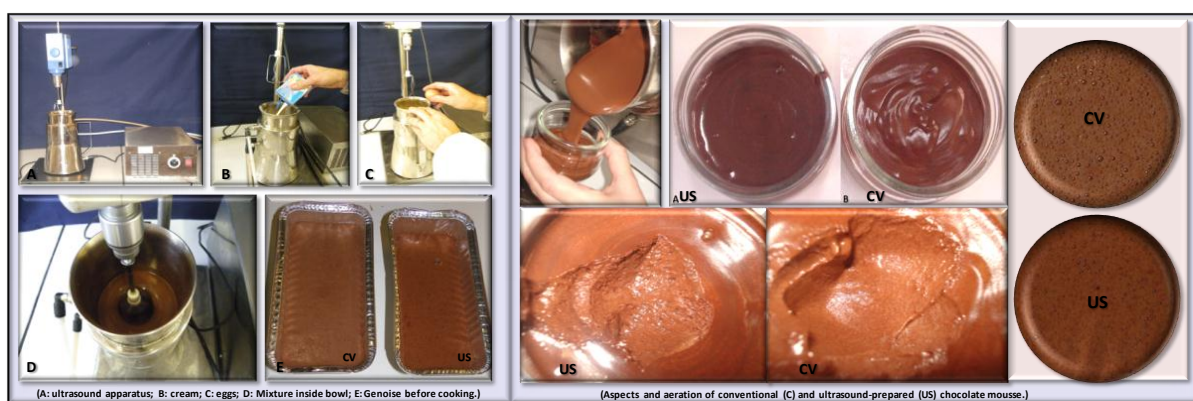 A
B
C
D
E
CV
US
(A: ultrasound apparatus; B: cream; C: eggs; D: Mixture inside bowl; E: Genoise before cooking.)
A US
B CV
US
CV
CV
US
(Aspects and aeration of conventional (C) and ultrasound-prepared (US) chocolate mousse.)